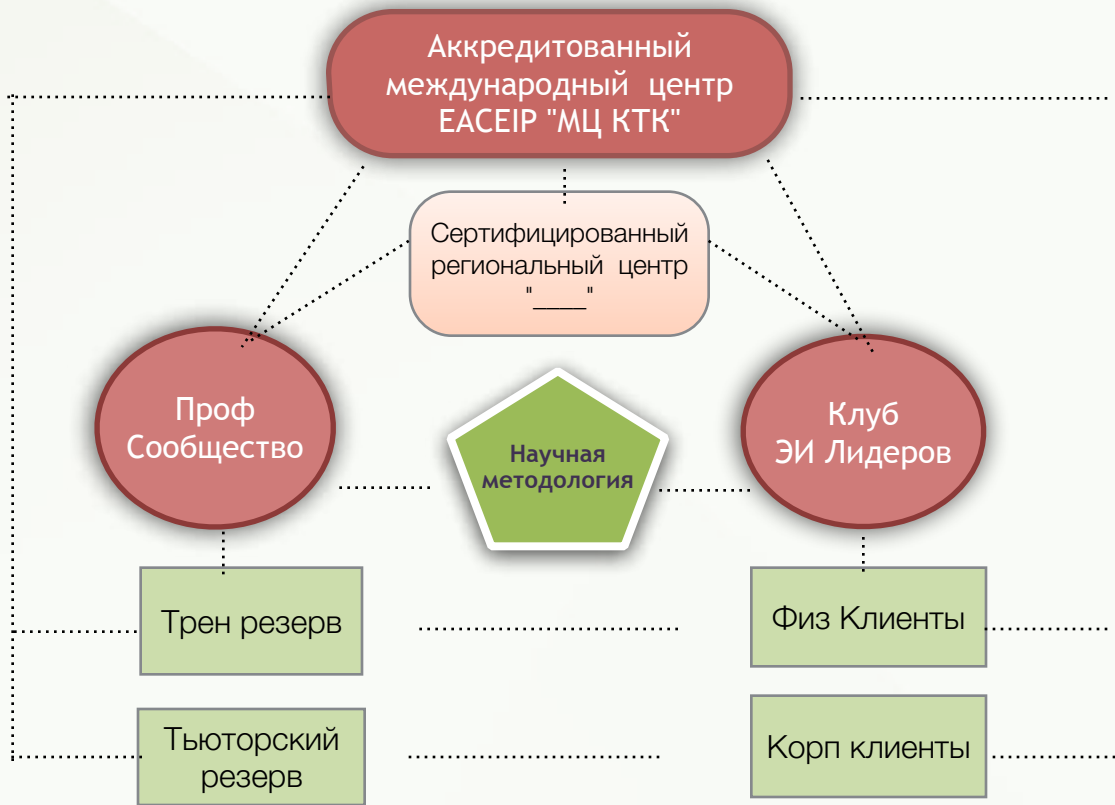 Аккредитованный
международный центр
EACEIP "МЦ КТК"
Сертифицированный
региональный центр
"____"
Проф
Сообщество
Научная
методология
Клуб
ЭИ Лидеров
Трен резерв
Физ Клиенты
Тьюторский
резерв
Корп клиенты